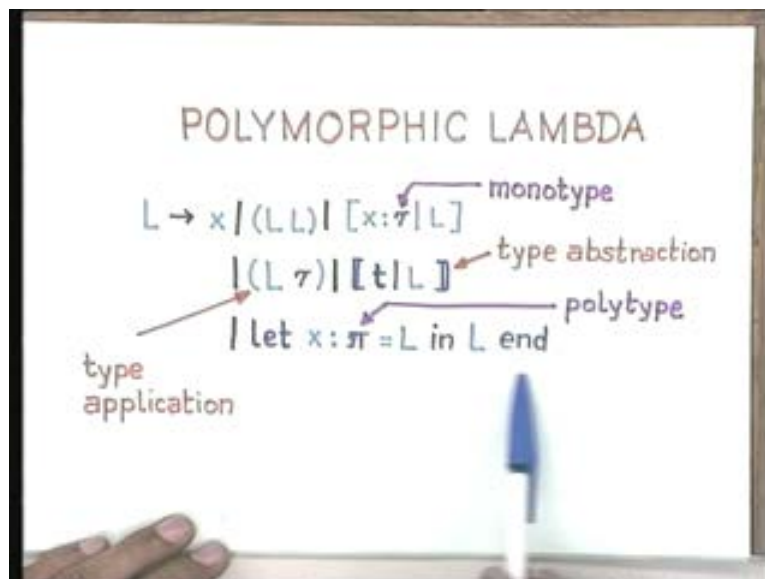 POLYMORPHIC LAMBDA
monotype
L → x | (L L) | [x : τ | L]
type abstraction
| (L τ) | ⟦ t | L ⟧
polytype
| let x : π = L in L end
type
application